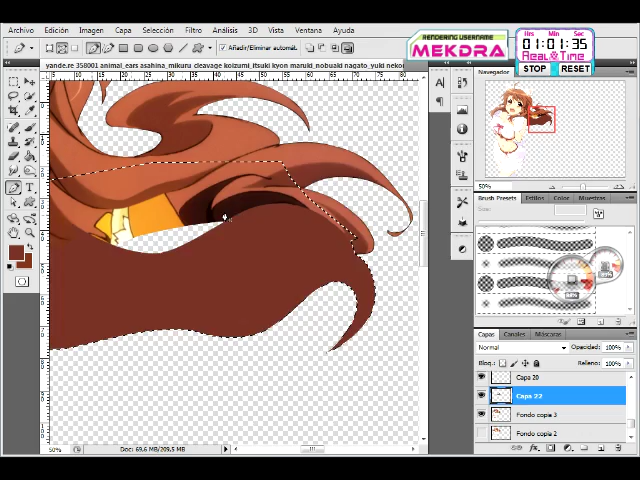 RENDERING USERNAME
MEKDRA
Hrs Min Sec
01:01:35
Real Time
STOP RESET
Archivo Edición Imagen Capa Selección Filtro Análisis 3D Vista Ventana Ayuda
Añadir/Eliminar automát.
yande.re 358001 animal_ears asahina_mikuru cleavage koizumi_itsuki kyon maruki_nobuaki nagato_yuki nekom
Navegador
50%
Brush Presets Capas Muestras
Capas Canales Máscaras
Normal Opacidad: 100%
Bloq.: Relleno: 100%
Capa 20
Capa 22
Fondo copia 3
Fondo copia 2
50% Doc: 69,6 MB/209,5 MB